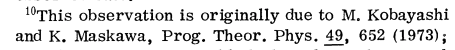 ¹⁰This observation is originally due to M. Kobayashi
and K. Maskawa, Prog. Theor. Phys. 49, 652 (1973);